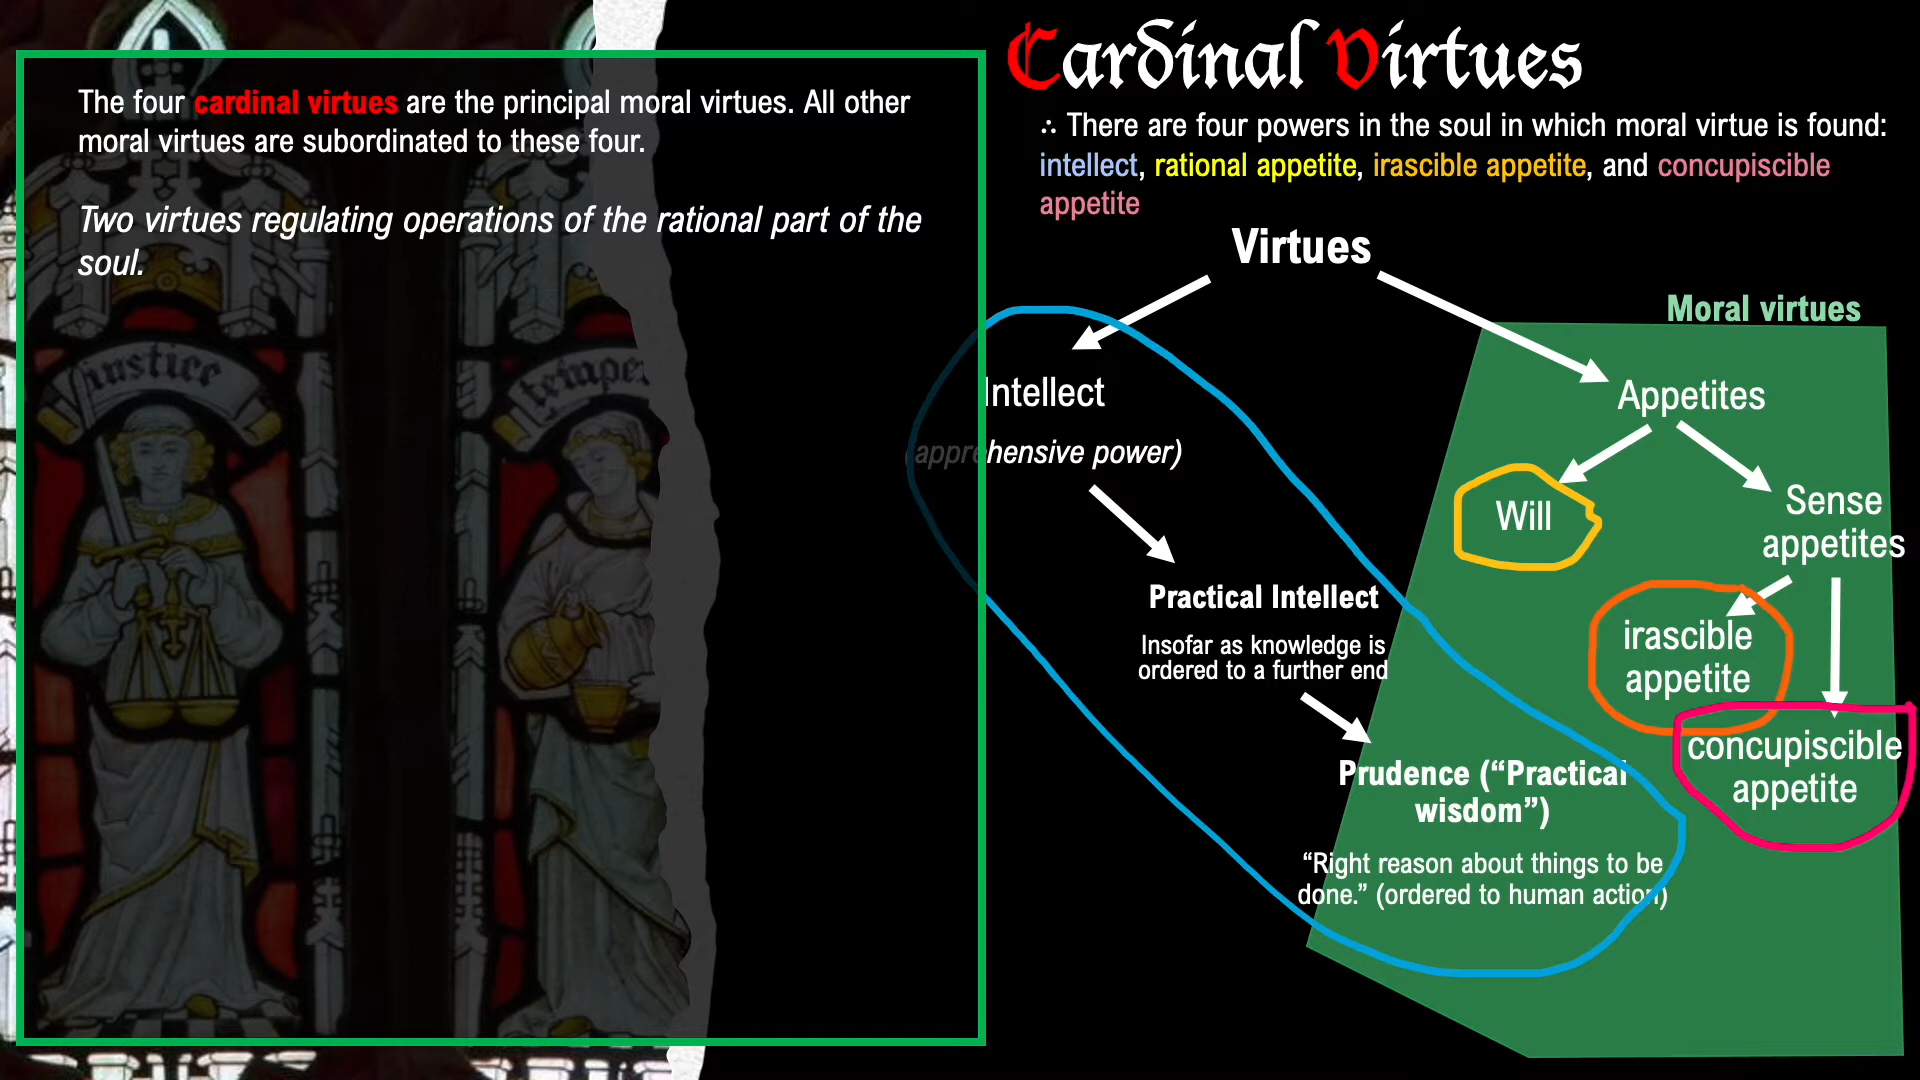 Cardinal Virtues
The four cardinal virtues are the principal moral virtues. All other
moral virtues are subordinated to these four.
Two virtues regulating operations of the rational part of the
soul.
justice
∴ There are four powers in the soul in which moral virtue is found:
intellect, rational appetite, irascible appetite, and concupiscible
appetite
Virtues
Moral virtues
Intellect
(apprehensive power)
Appetites
Will
Sense
appetites
Practical Intellect
Insofar as knowledge is
ordered to a further end
irascible
appetite
concupiscible
appetite
Prudence (“Practical
wisdom”)
“Right reason about things to be
done.” (ordered to human action)